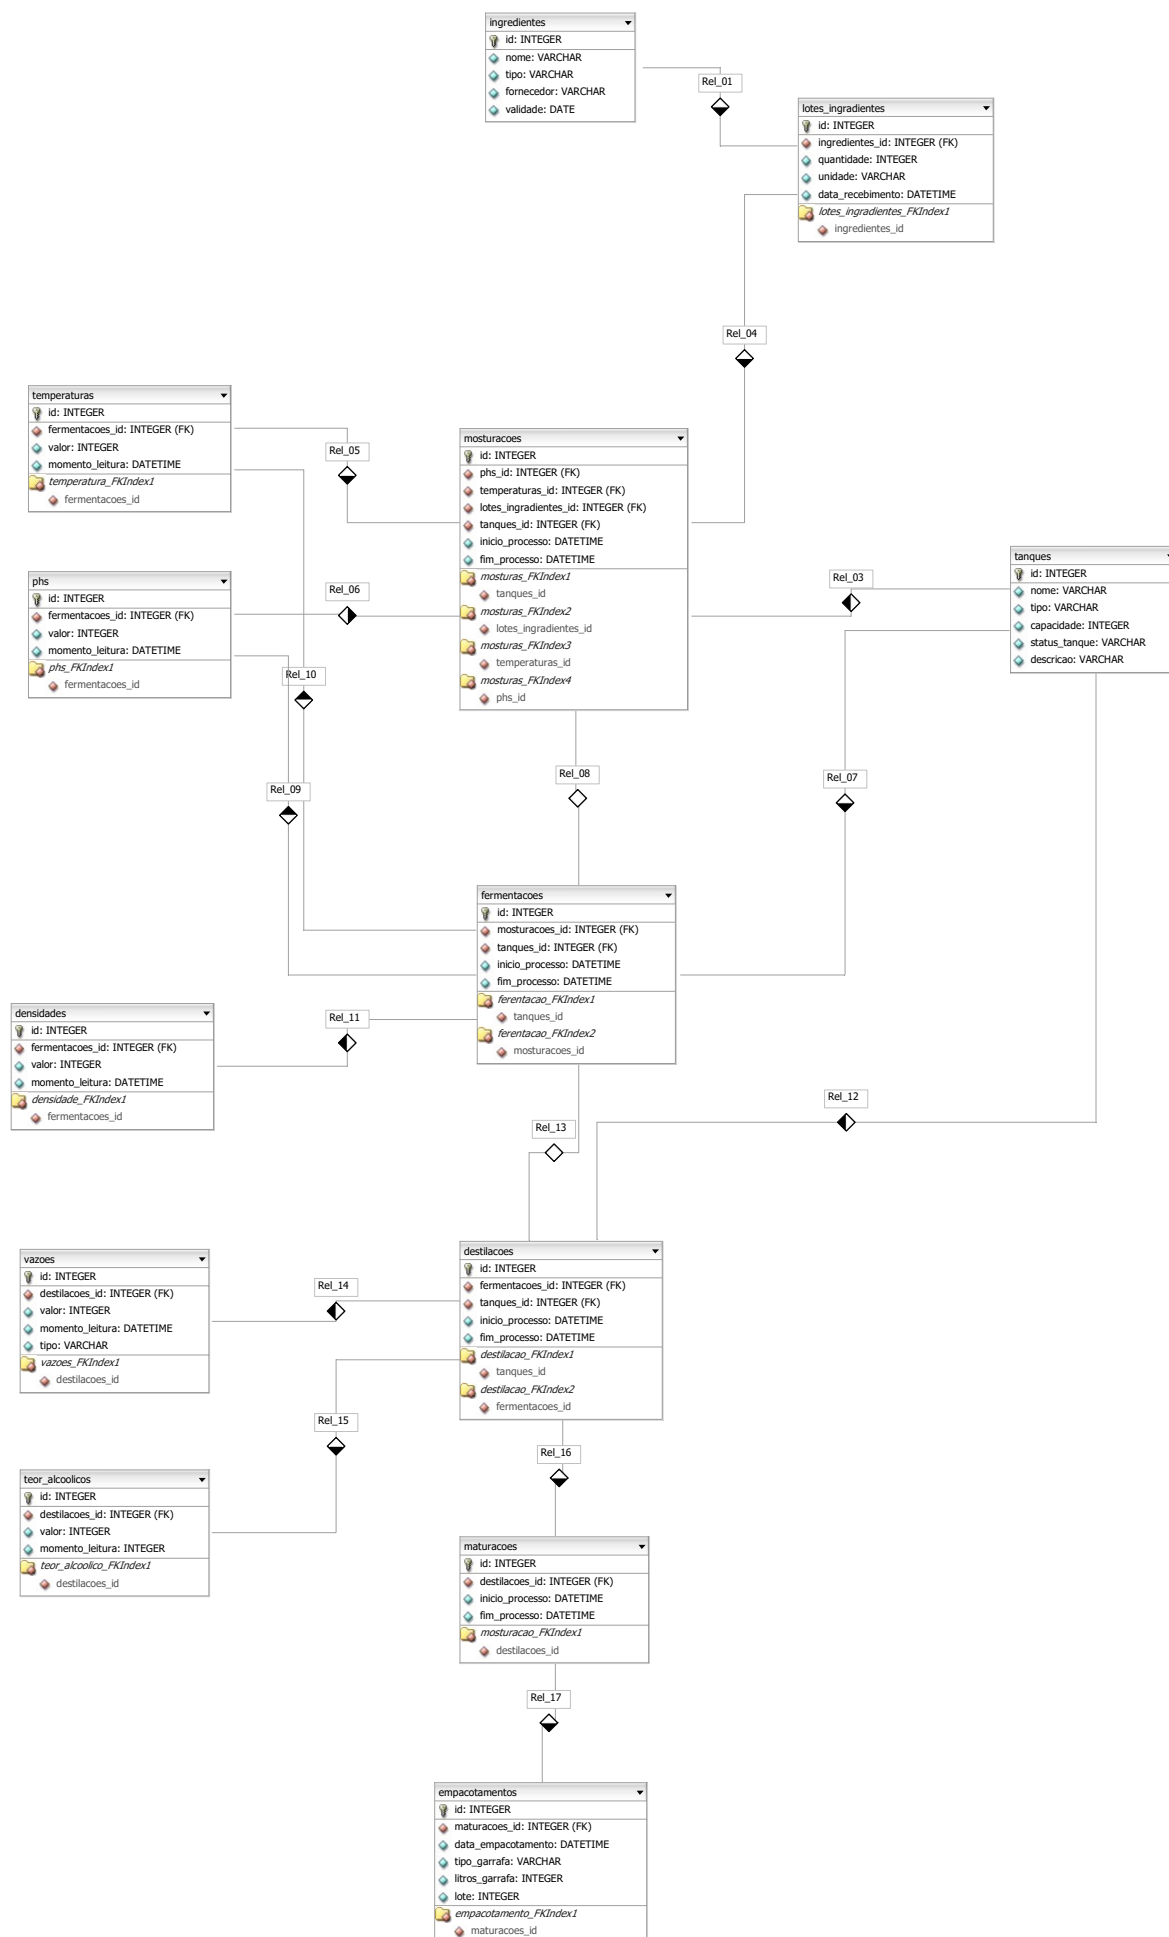 ingredientes
id: INTEGER
nome: VARCHAR
tipo: VARCHAR
fornecedor: VARCHAR
validade: DATE
Rel_01
lotes_ingradientes
id: INTEGER
ingredientes_id: INTEGER (FK)
quantidade: INTEGER
unidade: VARCHAR
data_recebimento: DATETIME
lotes_ingradientes_FKIndex1
ingredientes_id
Rel_04
temperaturas
id: INTEGER
fermentacoes_id: INTEGER (FK)
valor: INTEGER
momento_leitura: DATETIME
temperatura_FKIndex1
fermentacoes_id
Rel_05
mosturacoes
id: INTEGER
phs_id: INTEGER (FK)
temperaturas_id: INTEGER (FK)
lotes_ingradientes_id: INTEGER (FK)
tanques_id: INTEGER (FK)
inicio_processo: DATETIME
fim_processo: DATETIME
mosturas_FKIndex1
tanques_id
mosturas_FKIndex2
lotes_ingradientes_id
mosturas_FKIndex3
temperaturas_id
mosturas_FKIndex4
phs_id
tanques
id: INTEGER
nome: VARCHAR
tipo: VARCHAR
capacidade: INTEGER
status_tanque: VARCHAR
descricao: VARCHAR
Rel_03
phs
id: INTEGER
fermentacoes_id: INTEGER (FK)
valor: INTEGER
momento_leitura: DATETIME
phs_FKIndex1
fermentacoes_id
Rel_06
Rel_10
Rel_08
Rel_07
Rel_09
fermentacoes
id: INTEGER
mosturacoes_id: INTEGER (FK)
tanques_id: INTEGER (FK)
inicio_processo: DATETIME
fim_processo: DATETIME
ferentacao_FKIndex1
tanques_id
ferentacao_FKIndex2
mosturacoes_id
densidades
id: INTEGER
fermentacoes_id: INTEGER (FK)
valor: INTEGER
momento_leitura: DATETIME
densidade_FKIndex1
fermentacoes_id
Rel_11
Rel_12
Rel_13
vazoes
id: INTEGER
destilacoes_id: INTEGER (FK)
valor: INTEGER
momento_leitura: DATETIME
tipo: VARCHAR
vazoes_FKIndex1
destilacoes_id
Rel_14
destilacoes
id: INTEGER
fermentacoes_id: INTEGER (FK)
tanques_id: INTEGER (FK)
inicio_processo: DATETIME
fim_processo: DATETIME
destilacao_FKIndex1
tanques_id
destilacao_FKIndex2
fermentacoes_id
Rel_15
Rel_16
teor_alcoolicos
id: INTEGER
destilacoes_id: INTEGER (FK)
valor: INTEGER
momento_leitura: INTEGER
teor_alcoolico_FKIndex1
destilacoes_id
maturacoes
id: INTEGER
destilacoes_id: INTEGER (FK)
inicio_processo: DATETIME
fim_processo: DATETIME
mosturacao_FKIndex1
destilacoes_id
Rel_17
empacotamentos
id: INTEGER
maturacoes_id: INTEGER (FK)
data_empacotamento: DATETIME
tipo_garrafa: VARCHAR
litros_garrafa: INTEGER
lote: INTEGER
empacotamento_FKIndex1
maturacoes_id